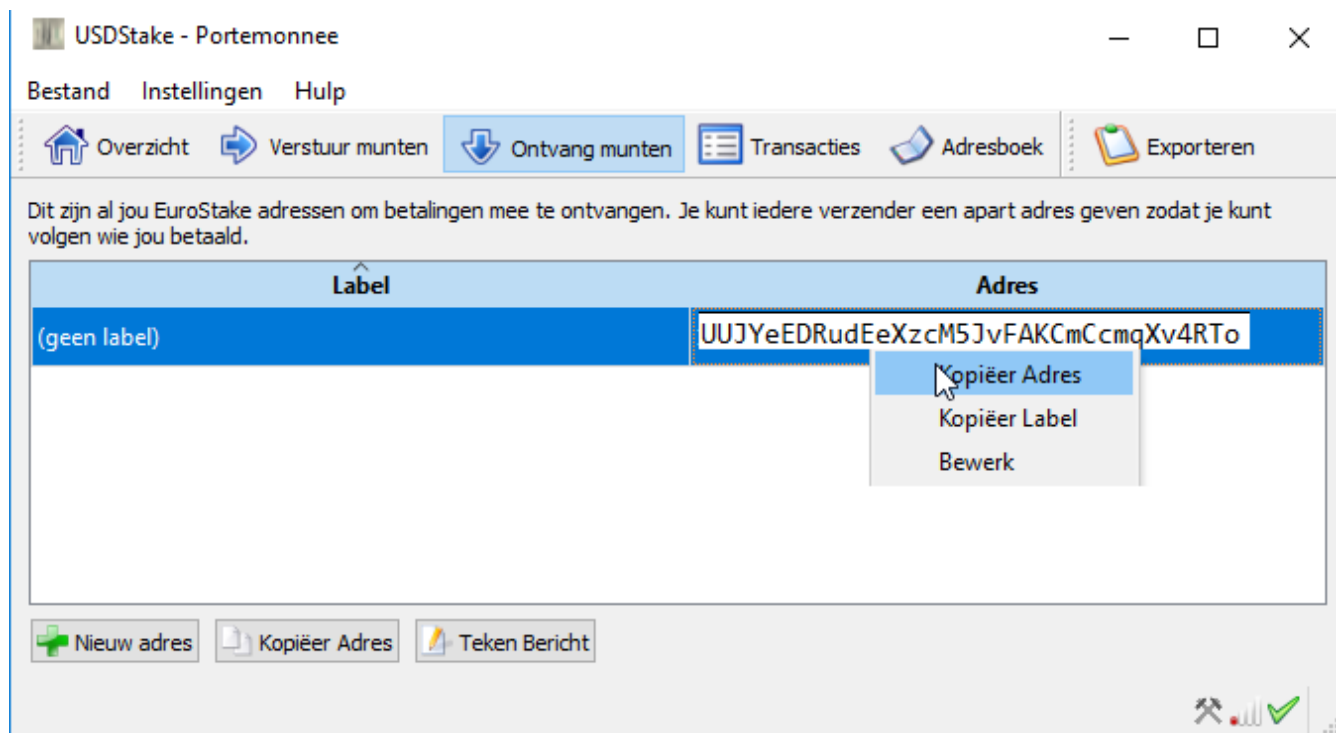 USDStake - Portemonnee
Bestand Instellingen Hulp
Overzicht Verstuur munten Ontvang munten Transacties Adresboek Exporteren
Dit zijn al jou EuroStake adressen om betalingen mee te ontvangen. Je kunt iedere verzender een apart adres geven zodat je kunt
volgen wie jou betaald.
Label Adres
(geen label) UUJYeEDRudEeXzcM5JvFAKCmCcmqXv4RTo
Kopiëer Adres
Kopiëer Label
Bewerk
Nieuw adres Kopiëer Adres Teken Bericht